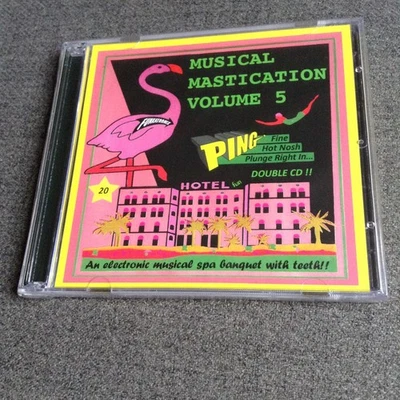 MUSICAL
MASTICATION
VOLUME 5
PING
Fine
Hot Nosh
Plunge Right In...
DOUBLE CD !!
20
HOTEL
An electronic musical spa banquet with teeth!!